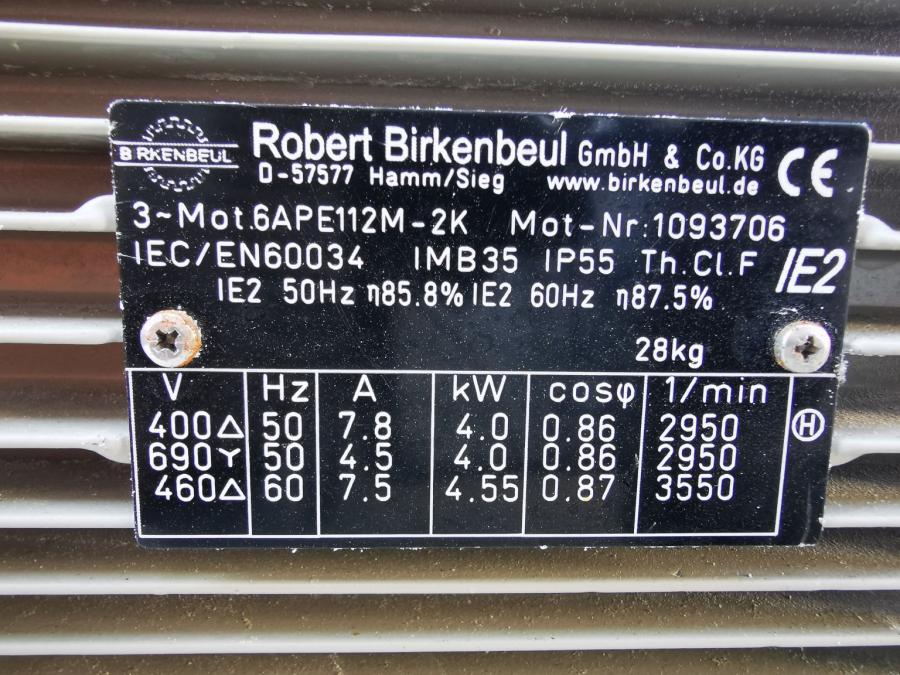 BIRKENBEUL
Robert Birkenbeul GmbH & Co.KG
D-57577 Hamm/Sieg www.birkenbeul.de
CE
3~Mot.6APE112M-2K Mot-Nr:1093706
IEC/EN60034 IMB35 IP55 Th.Cl.F
IE2
IE2 50Hz η85.8% IE2 60Hz η87.5%
28kg
V Hz A kW cosφ 1/min
400△ 50 7.8 4.0 0.86 2950
690Y 50 4.5 4.0 0.86 2950
460△ 60 7.5 4.55 0.87 3550
H